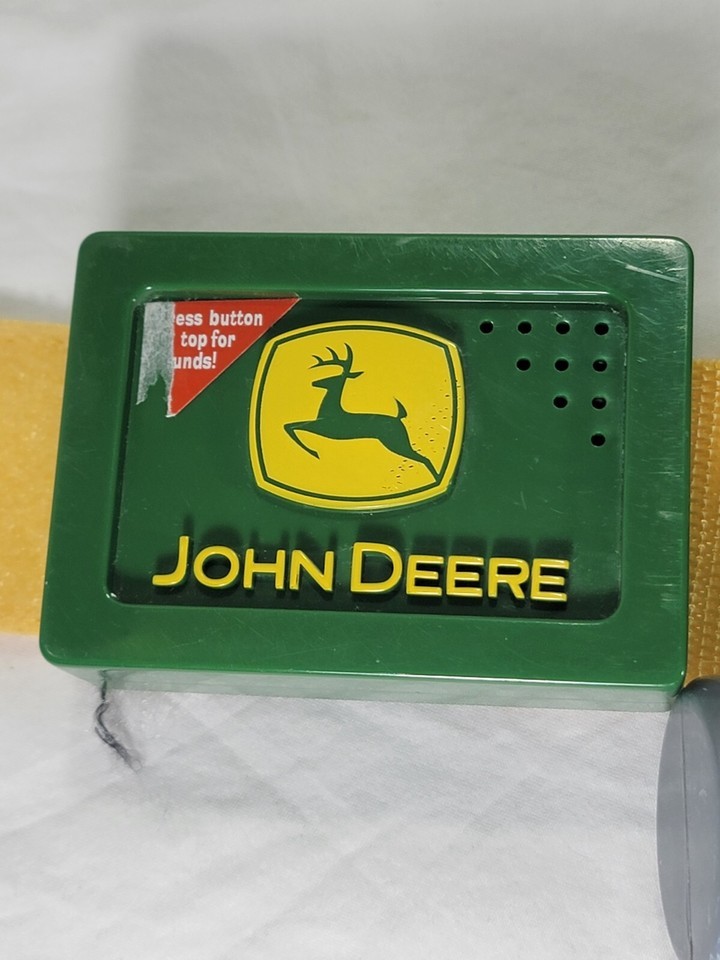 ess button
top for
unds!
JOHN DEERE